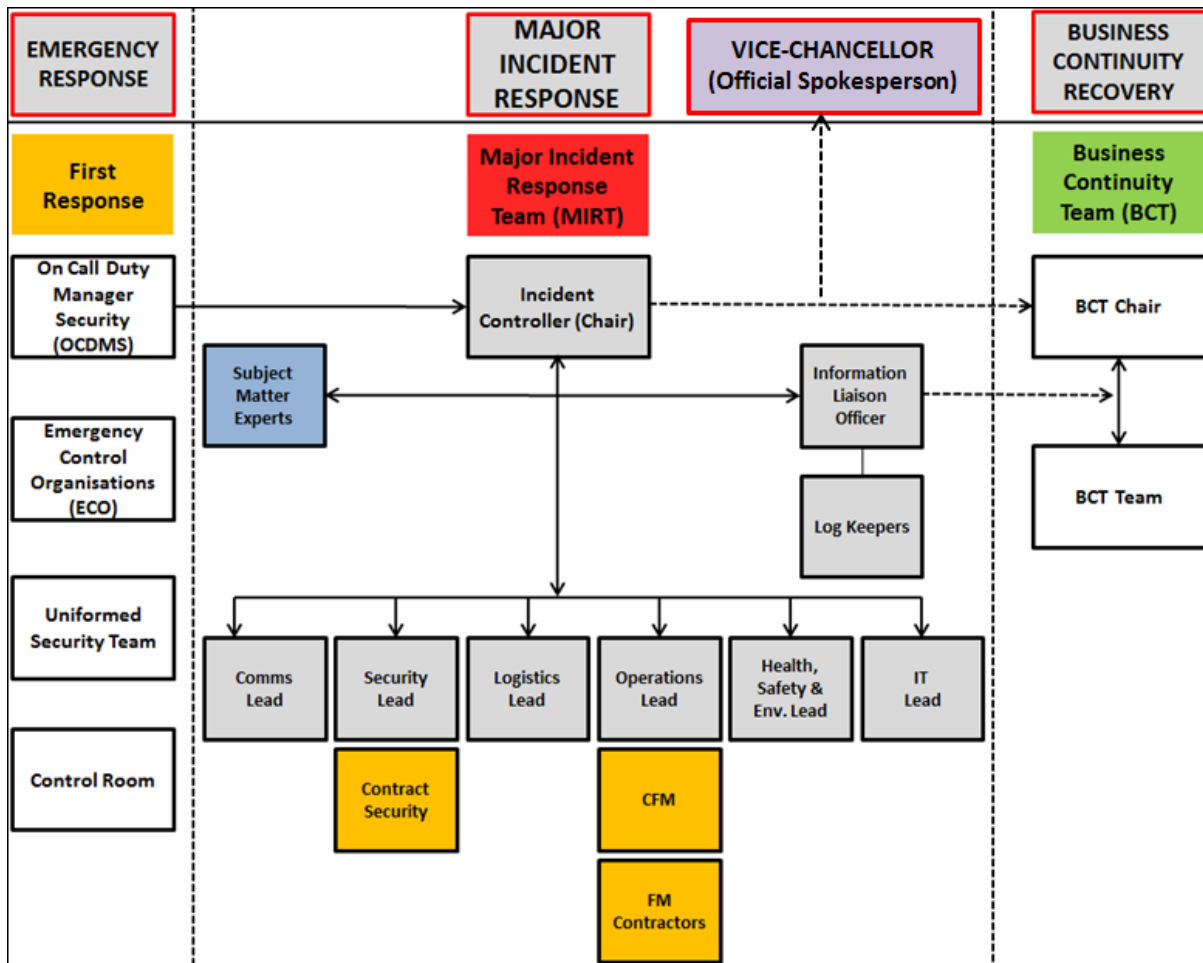 EMERGENCY
RESPONSE
MAJOR
INCIDENT
RESPONSE
VICE-CHANCELLOR
(Official Spokesperson)
BUSINESS
CONTINUITY
RECOVERY
First
Response
Major Incident
Response
Team (MIRT)
Business
Continuity
Team (BCT)
On Call Duty
Manager
Security
(OCDMS)
Incident
Controller (Chair)
BCT Chair
Subject
Matter
Experts
Information
Liaison
Officer
Emergency
Control
Organisations
(ECO)
Log Keepers
BCT Team
Uniformed
Security Team
Comms
Lead
Security
Lead
Logistics
Lead
Operations
Lead
Health,
Safety &
Env. Lead
IT
Lead
Control Room
Contract
Security
CFM
FM
Contractors